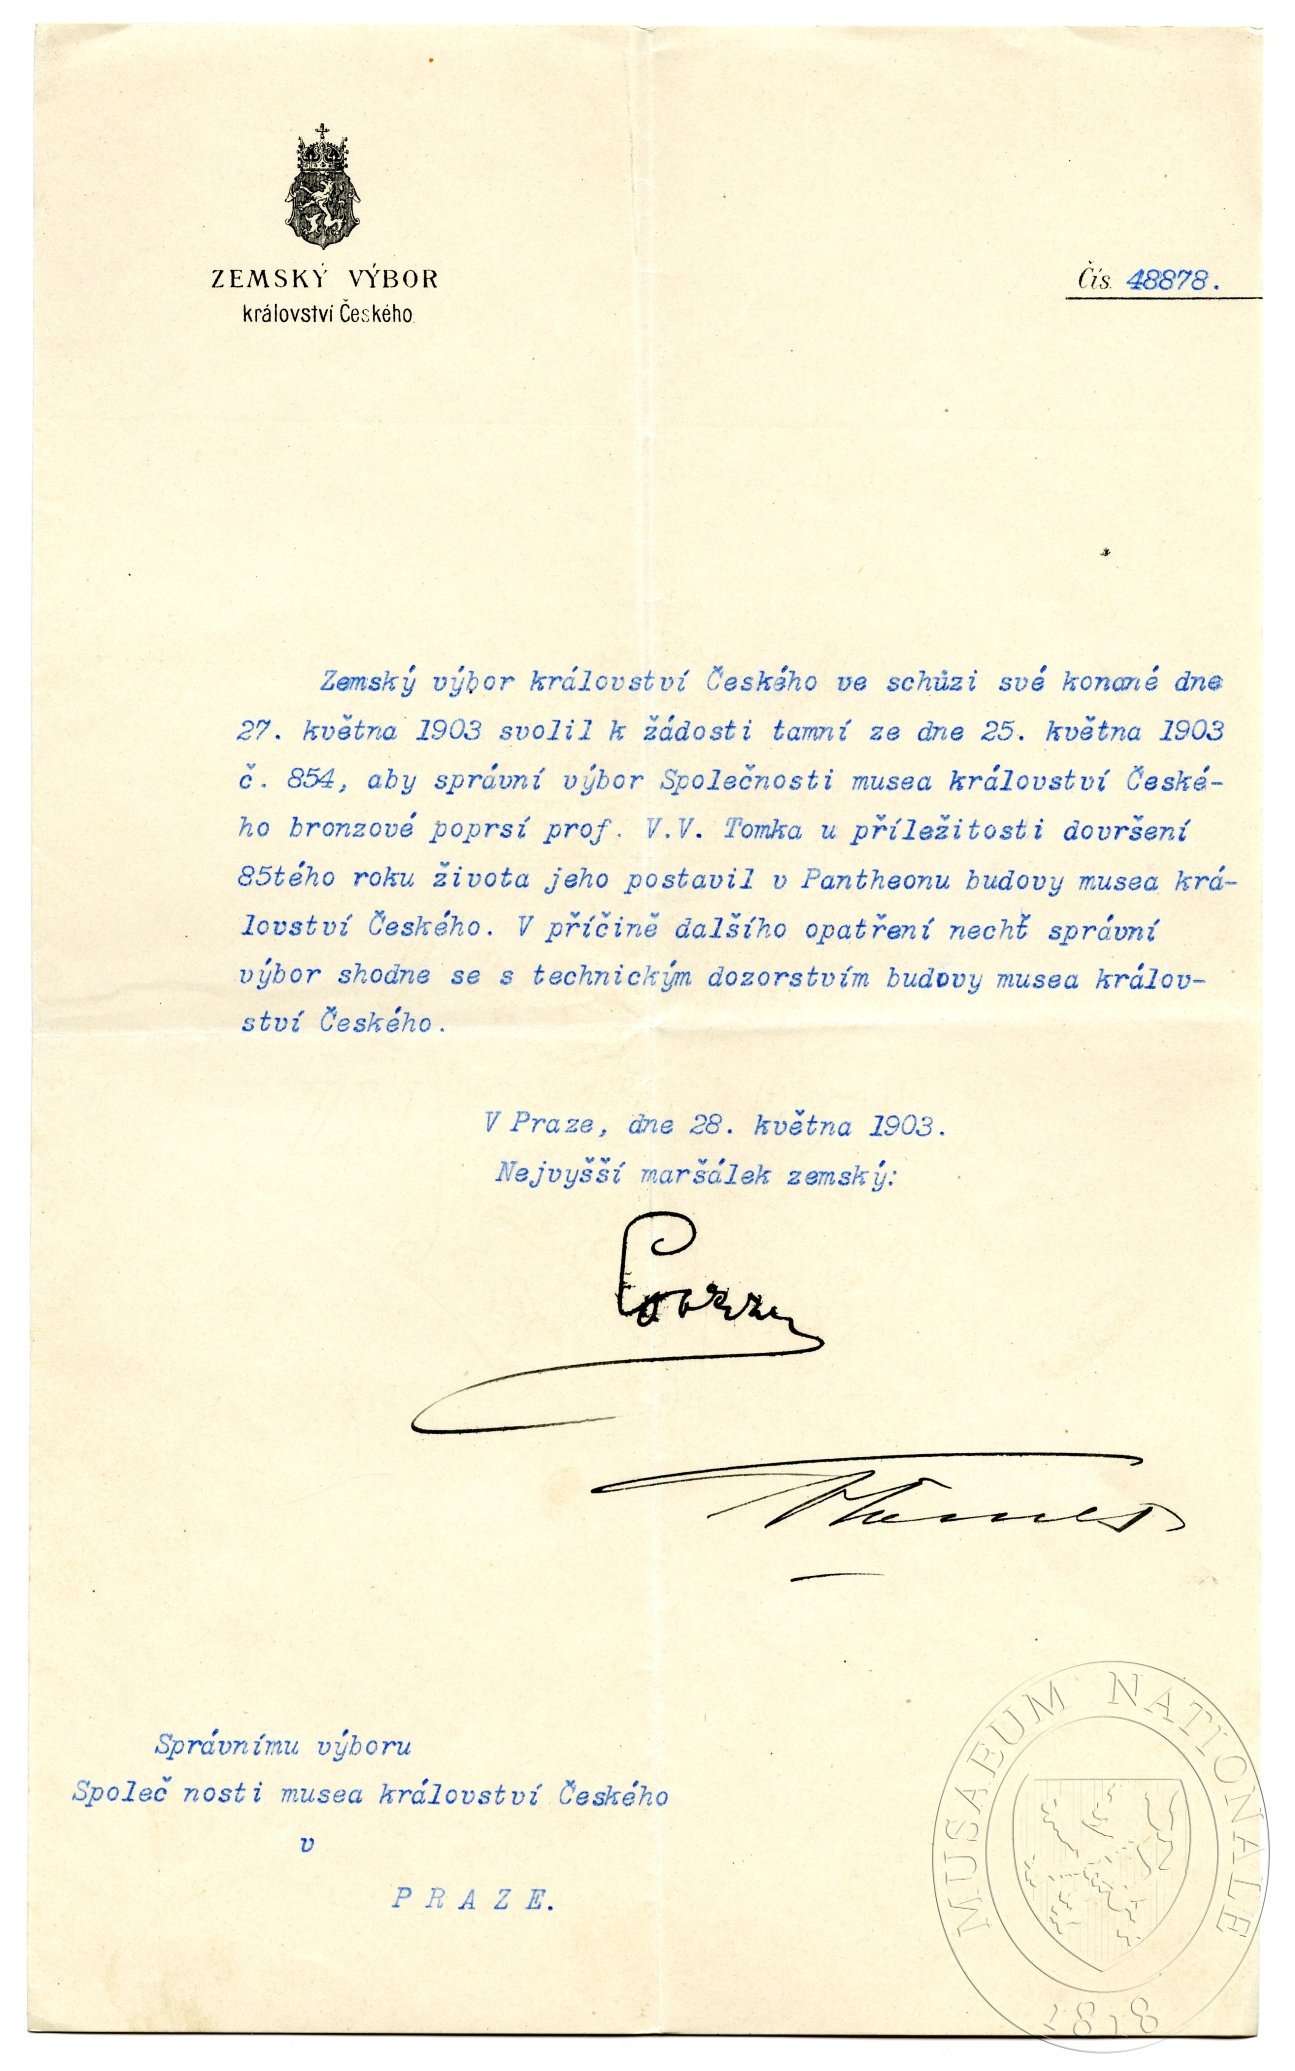 ZEMSKÝ VÝBOR
království Českého
Čís. 48878.
Zemský výbor království Českého ve schůzi své konané dne
27. května 1903 svolil k žádosti tamní ze dne 25. května 1903
č. 854, aby správní výbor Společnosti musea království České-
ho bronzové poprsí prof. V.V. Tomka u příležitosti dovršení
85tého roku života jeho postavil v Pantheonu budovy musea krá-
lovství Českého. V příčině dalšího opatření nechť správní
výbor shodne se s technickým dozorstvím budovy musea králov-
ství Českého.
V Praze, dne 28. května 1903.
Nejvyšší maršálek zemský:
Správnímu výboru
Společ nosti musea království Českého
v
PRAZE.
MUSAEUM NATIONALE
1818